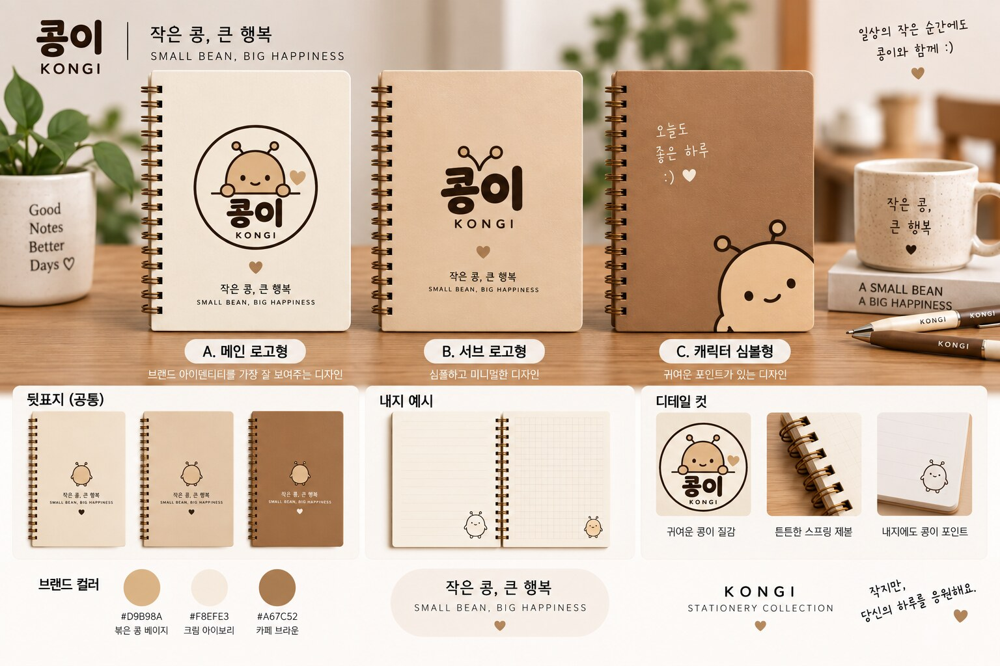 콩이
KONGI
작은 콩, 큰 행복
SMALL BEAN, BIG HAPPINESS
일상의 작은 순간에도
콩이와 함께 :)
Good
Notes
Better
Days ♡
콩이
KONGI
작은 콩, 큰 행복
SMALL BEAN, BIG HAPPINESS
콩이
KONGI
작은 콩, 큰 행복
SMALL BEAN, BIG HAPPINESS
오늘도
좋은 하루
:)
작은 콩,
큰 행복
A SMALL BEAN
A BIG HAPPINESS
KONGI
KONGI
KONGI
A. 메인 로고형
브랜드 아이덴티티를 가장 잘 보여주는 디자인
B. 서브 로고형
심플하고 미니멀한 디자인
C. 캐릭터 심볼형
귀여운 포인트가 있는 디자인
뒷표지 (공통)
작은 콩, 큰 행복
SMALL BEAN, BIG HAPPINESS
작은 콩, 큰 행복
SMALL BEAN, BIG HAPPINESS
작은 콩, 큰 행복
SMALL BEAN, BIG HAPPINESS
내지 예시
디테일 컷
콩이
KONGI
귀여운 콩이 질감
튼튼한 스프링 제본
내지에도 콩이 포인트
브랜드 컬러
#D9B98A
볶은 콩 베이지
#F8EFE3
크림 아이보리
#A67C52
카페 브라운
작은 콩, 큰 행복
SMALL BEAN, BIG HAPPINESS
KONGI
STATIONERY COLLECTION
작지만,
당신의 하루를 응원해요.